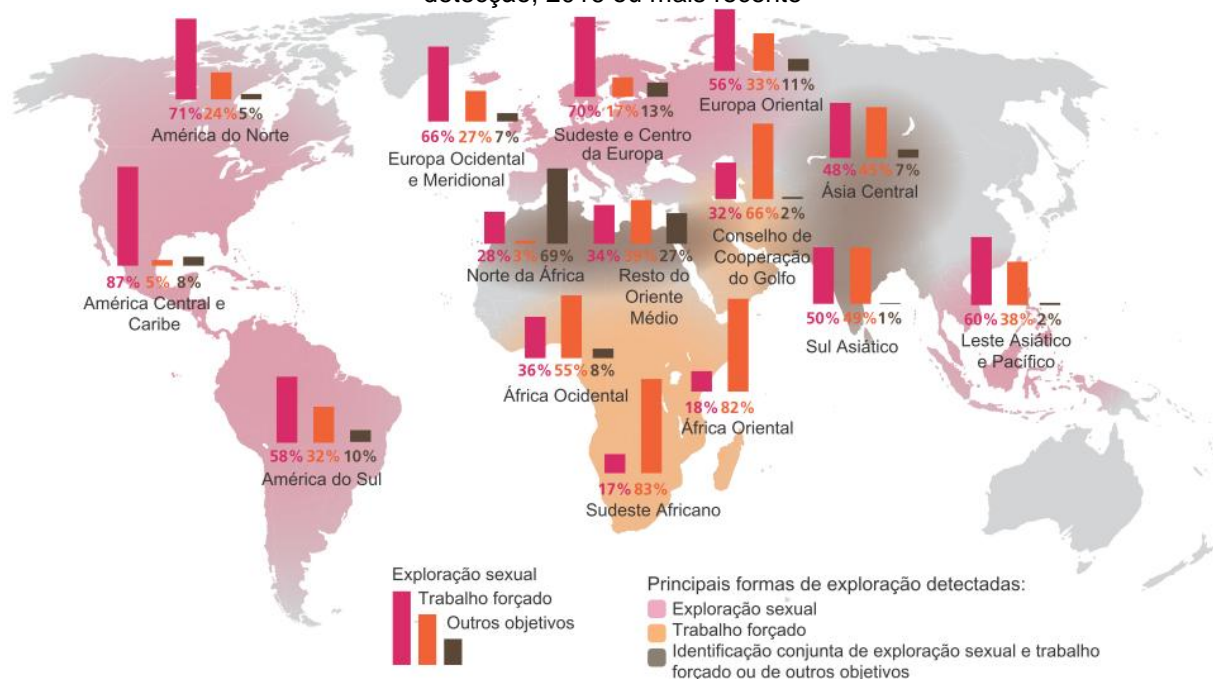 detecção, ou mais recente
71% 24% 5%
América do Norte
66% 27% 7%
Europa Ocidental
e Meridional
70% 17% 13%
Sudeste e Centro
da Europa
56% 33% 11%
Europa Oriental
48% 45% 7%
Ásia Central
87% 5% 8%
América Central e
Caribe
28% 3% 69%
Norte da África
34% 39% 27%
Resto do
Oriente
Médio
32% 66% 2%
Conselho de
Cooperação
do Golfo
50% 49% 1%
Sul Asiático
60% 38% 2%
Leste Asiático
e Pacífico
36% 55% 8%
África Ocidental
18% 82%
África Oriental
58% 32% 10%
América do Sul
17% 83%
Sudeste Africano
Exploração sexual
Trabalho forçado
Outros objetivos
Principais formas de exploração detectadas:
Exploração sexual
Trabalho forçado
Identificação conjunta de exploração sexual e trabalho
forçado ou de outros objetivos